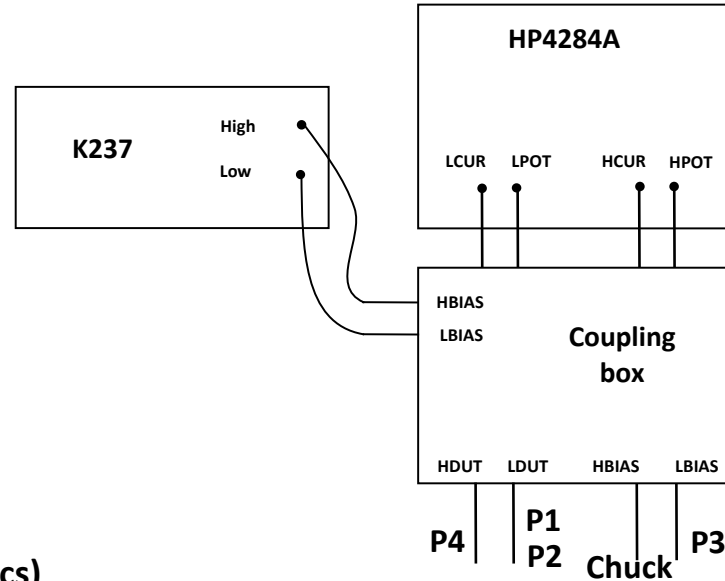 HP4284A
K237
High
Low
LCUR LPOT HCUR HPOT
HBIAS
LBIAS
Coupling
box
HDUT LDUT HBIAS LBIAS
P4
P1
P2
Chuck
P3
cs)